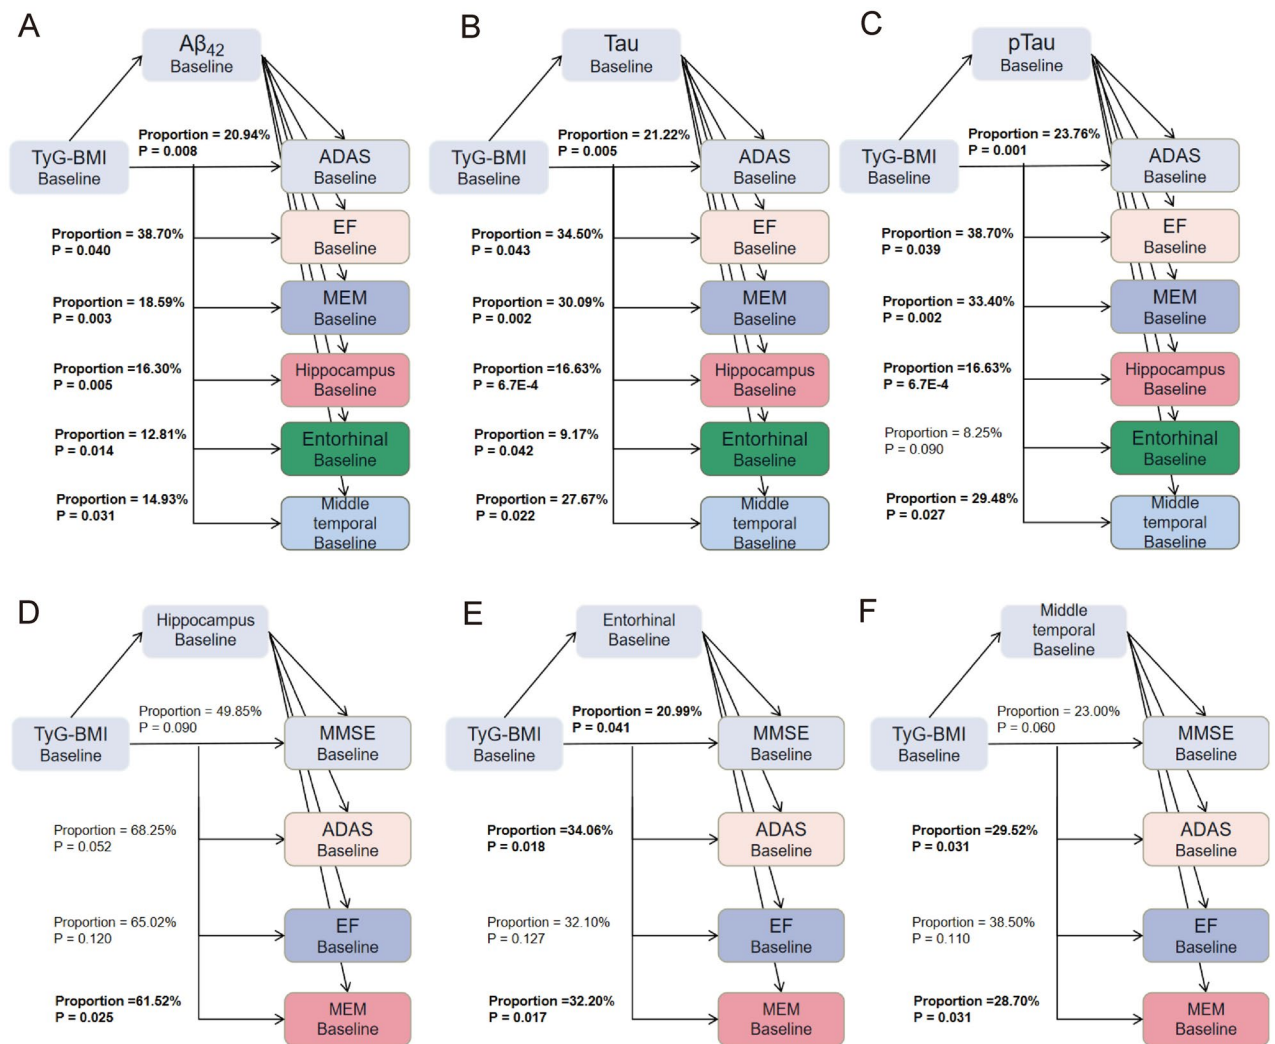 A
Aβ42
Baseline
Proportion = 20.94%
P = 0.008
TyG-BMI
Baseline
ADAS
Baseline
Proportion = 38.70%
P = 0.040
EF
Baseline
Proportion = 18.59%
P = 0.003
MEM
Baseline
Proportion =16.30%
P = 0.005
Hippocampus
Baseline
Proportion = 12.81%
P = 0.014
Entorhinal
Baseline
Proportion = 14.93%
P = 0.031
Middle
temporal
Baseline
B
Tau
Baseline
Proportion = 21.22%
P = 0.005
TyG-BMI
Baseline
ADAS
Baseline
Proportion = 34.50%
P = 0.043
EF
Baseline
Proportion = 30.09%
P = 0.002
MEM
Baseline
Proportion =16.63%
P = 6.7E-4
Hippocampus
Baseline
Proportion = 9.17%
P = 0.042
Entorhinal
Baseline
Proportion = 27.67%
P = 0.022
Middle
temporal
Baseline
C
pTau
Baseline
Proportion = 23.76%
P = 0.001
TyG-BMI
Baseline
ADAS
Baseline
Proportion = 38.70%
P = 0.039
EF
Baseline
Proportion = 33.40%
P = 0.002
MEM
Baseline
Proportion =16.63%
P = 6.7E-4
Hippocampus
Baseline
Proportion = 8.25%
P = 0.090
Entorhinal
Baseline
Proportion = 29.48%
P = 0.027
Middle
temporal
Baseline
D
Hippocampus
Baseline
Proportion = 49.85%
P = 0.090
TyG-BMI
Baseline
MMSE
Baseline
Proportion = 68.25%
P = 0.052
ADAS
Baseline
Proportion = 65.02%
P = 0.120
EF
Baseline
Proportion =61.52%
P = 0.025
MEM
Baseline
E
Entorhinal
Baseline
Proportion = 20.99%
P = 0.041
TyG-BMI
Baseline
MMSE
Baseline
Proportion =34.06%
P = 0.018
ADAS
Baseline
Proportion = 32.10%
P = 0.127
EF
Baseline
Proportion =32.20%
P = 0.017
MEM
Baseline
F
Middle
temporal
Baseline
Proportion = 23.00%
P = 0.060
TyG-BMI
Baseline
MMSE
Baseline
Proportion =29.52%
P = 0.031
ADAS
Baseline
Proportion = 38.50%
P = 0.110
EF
Baseline
Proportion =28.70%
P = 0.031
MEM
Baseline